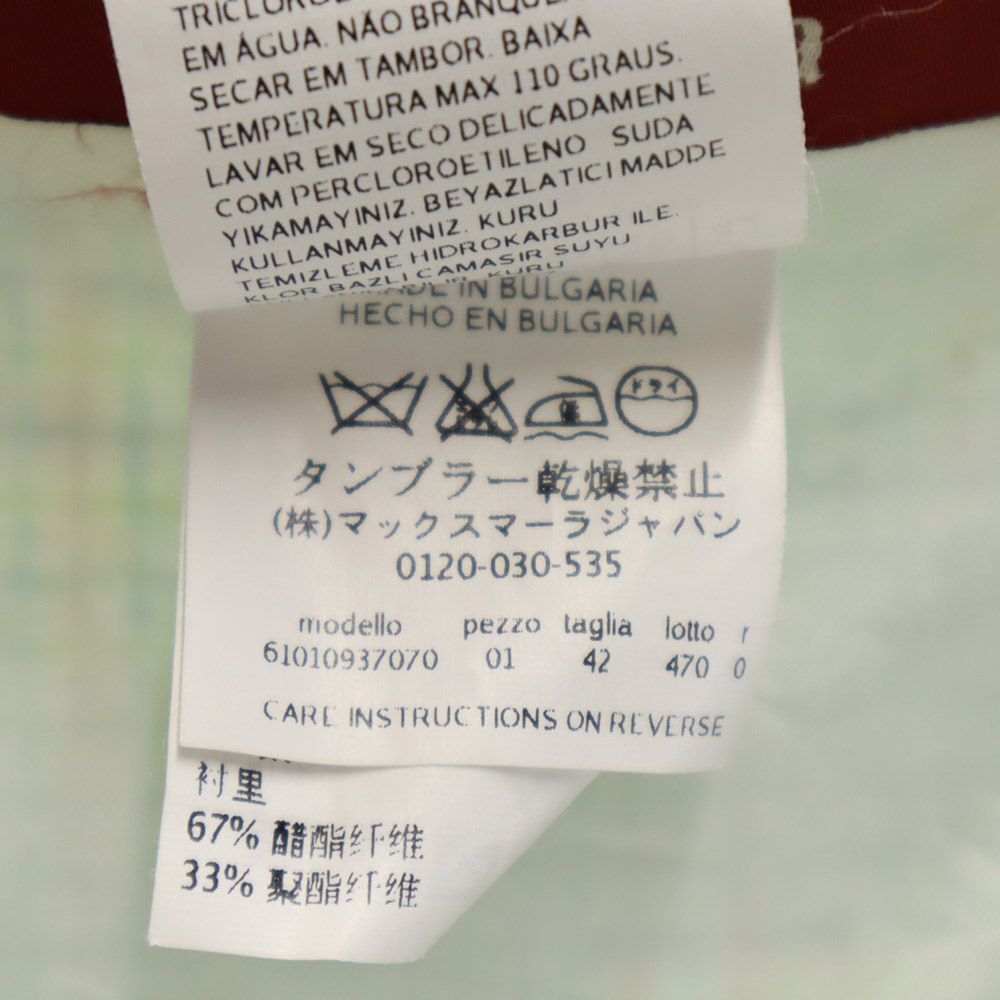 EM ÁGUA. NÃO
SECAR EM TAMBOR. BAIXA
TEMPERATURA MAX 110 GRAUS.
LAVAR EM SECO DELICADAMENTE
COM PERCLOROETILENO SUDA
YIKAMAYINIZ. BEYAZLATICI MADDE
KULLANMAYINIZ. KURU
TEMIZLEME HIDROKARBUR ILE.
KLOR BAZLI CAMASIR SUYU
KURU
MADE IN BULGARIA
HECHO EN BULGARIA
ドライ
タンブラー乾燥禁止
(株)マックスマーラジャパン
0120-030-535
modello pezzo taglia lotto r
61010937070 01 42 470 0
CARE INSTRUCTIONS ON REVERSE
衬里
67% 醋酯纤维
33% 聚酯纤维